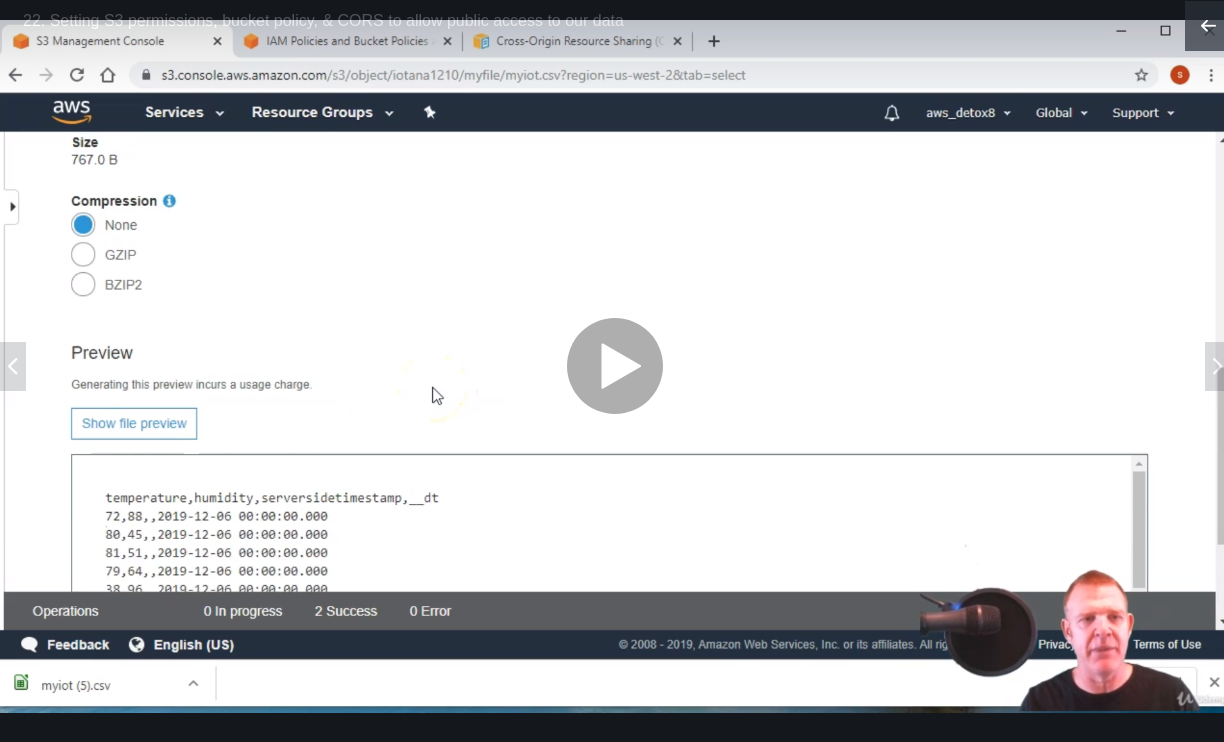 22. Setting S3 permissions, bucket policy, & CORS to allow public access to our data
S3 Management Console
IAM Policies and Bucket Policies
Cross-Origin Resource Sharing (
s3.console.aws.amazon.com/s3/object/iotana1210/myfile/myiot.csv?region=us-west-2&tab=select
s
aws
Services
Resource Groups
aws_detox8
Global
Support
Size
767.0 B
Compression
None
GZIP
BZIP2
Preview
Generating this preview incurs a usage charge.
Show file preview
temperature,humidity,serversidetimestamp,__dt
72,88,,2019-12-06 00:00:00.000
80,45,,2019-12-06 00:00:00.000
81,51,,2019-12-06 00:00:00.000
79,64,,2019-12-06 00:00:00.000
38,96,,2019-12-06 00:00:00.000
Operations
0 In progress
2 Success
0 Error
Feedback
English (US)
© 2008 - 2019, Amazon Web Services, Inc. or its affiliates. All rig
Privacy
Terms of Use
myiot (5).csv